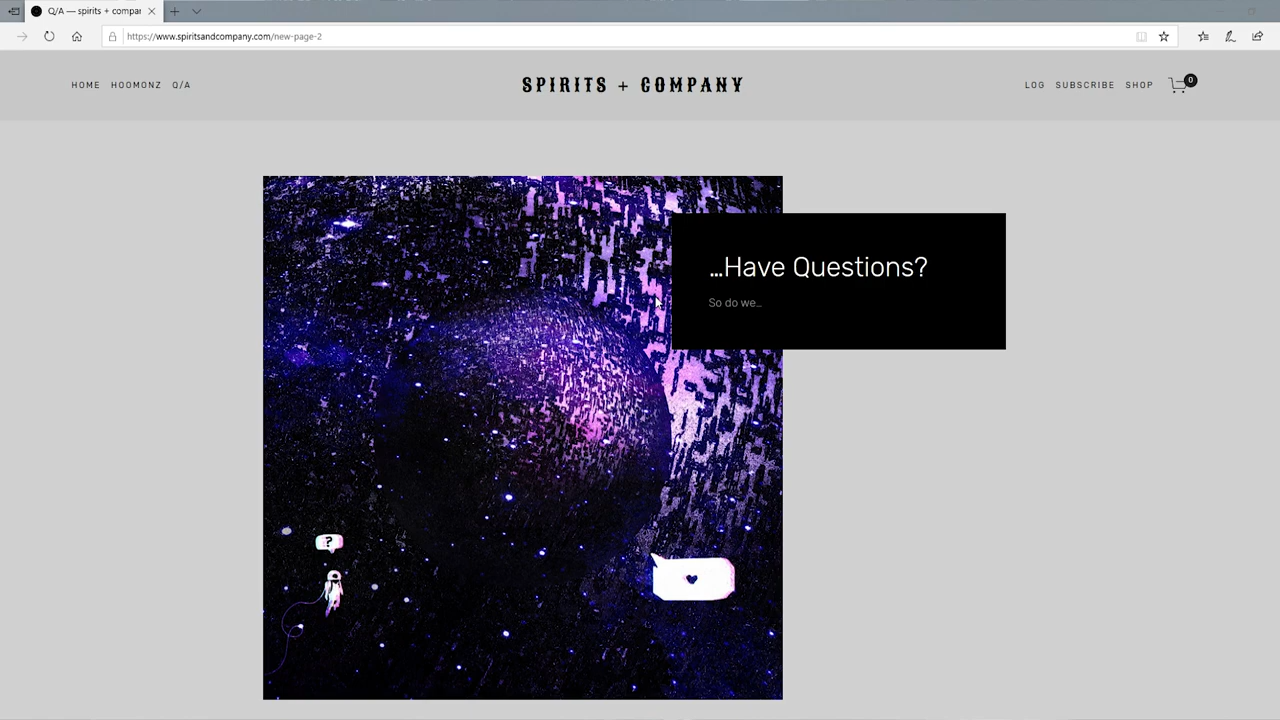 Q/A — spirits + compar
https://www.spiritsandcompany.com/new-page-2
HOME HOOMONZ Q/A
SPIRITS + COMPANY
LOG SUBSCRIBE SHOP 0
...Have Questions?
So do we...
?